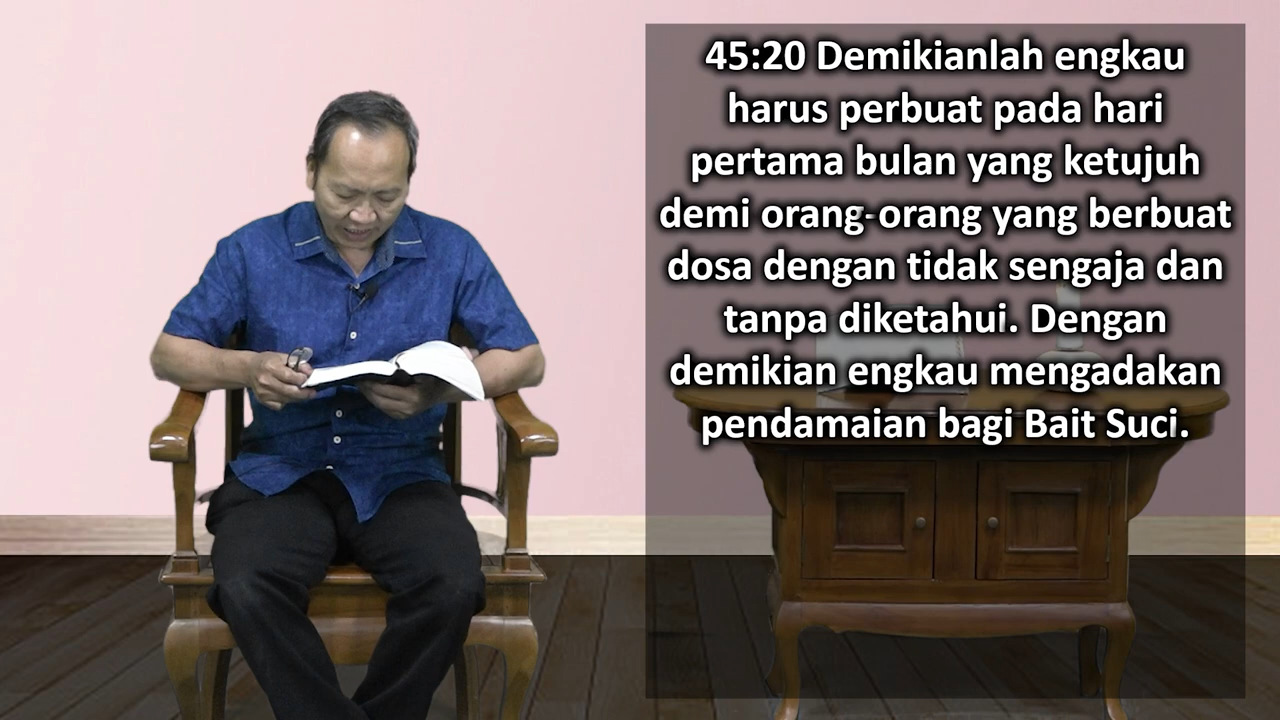 45:20 Demikianlah engkau
harus perbuat pada hari
pertama bulan yang ketujuh
demi orang-orang yang berbuat
dosa dengan tidak sengaja dan
tanpa diketahui. Dengan
demikian engkau mengadakan
pendamaian bagi Bait Suci.